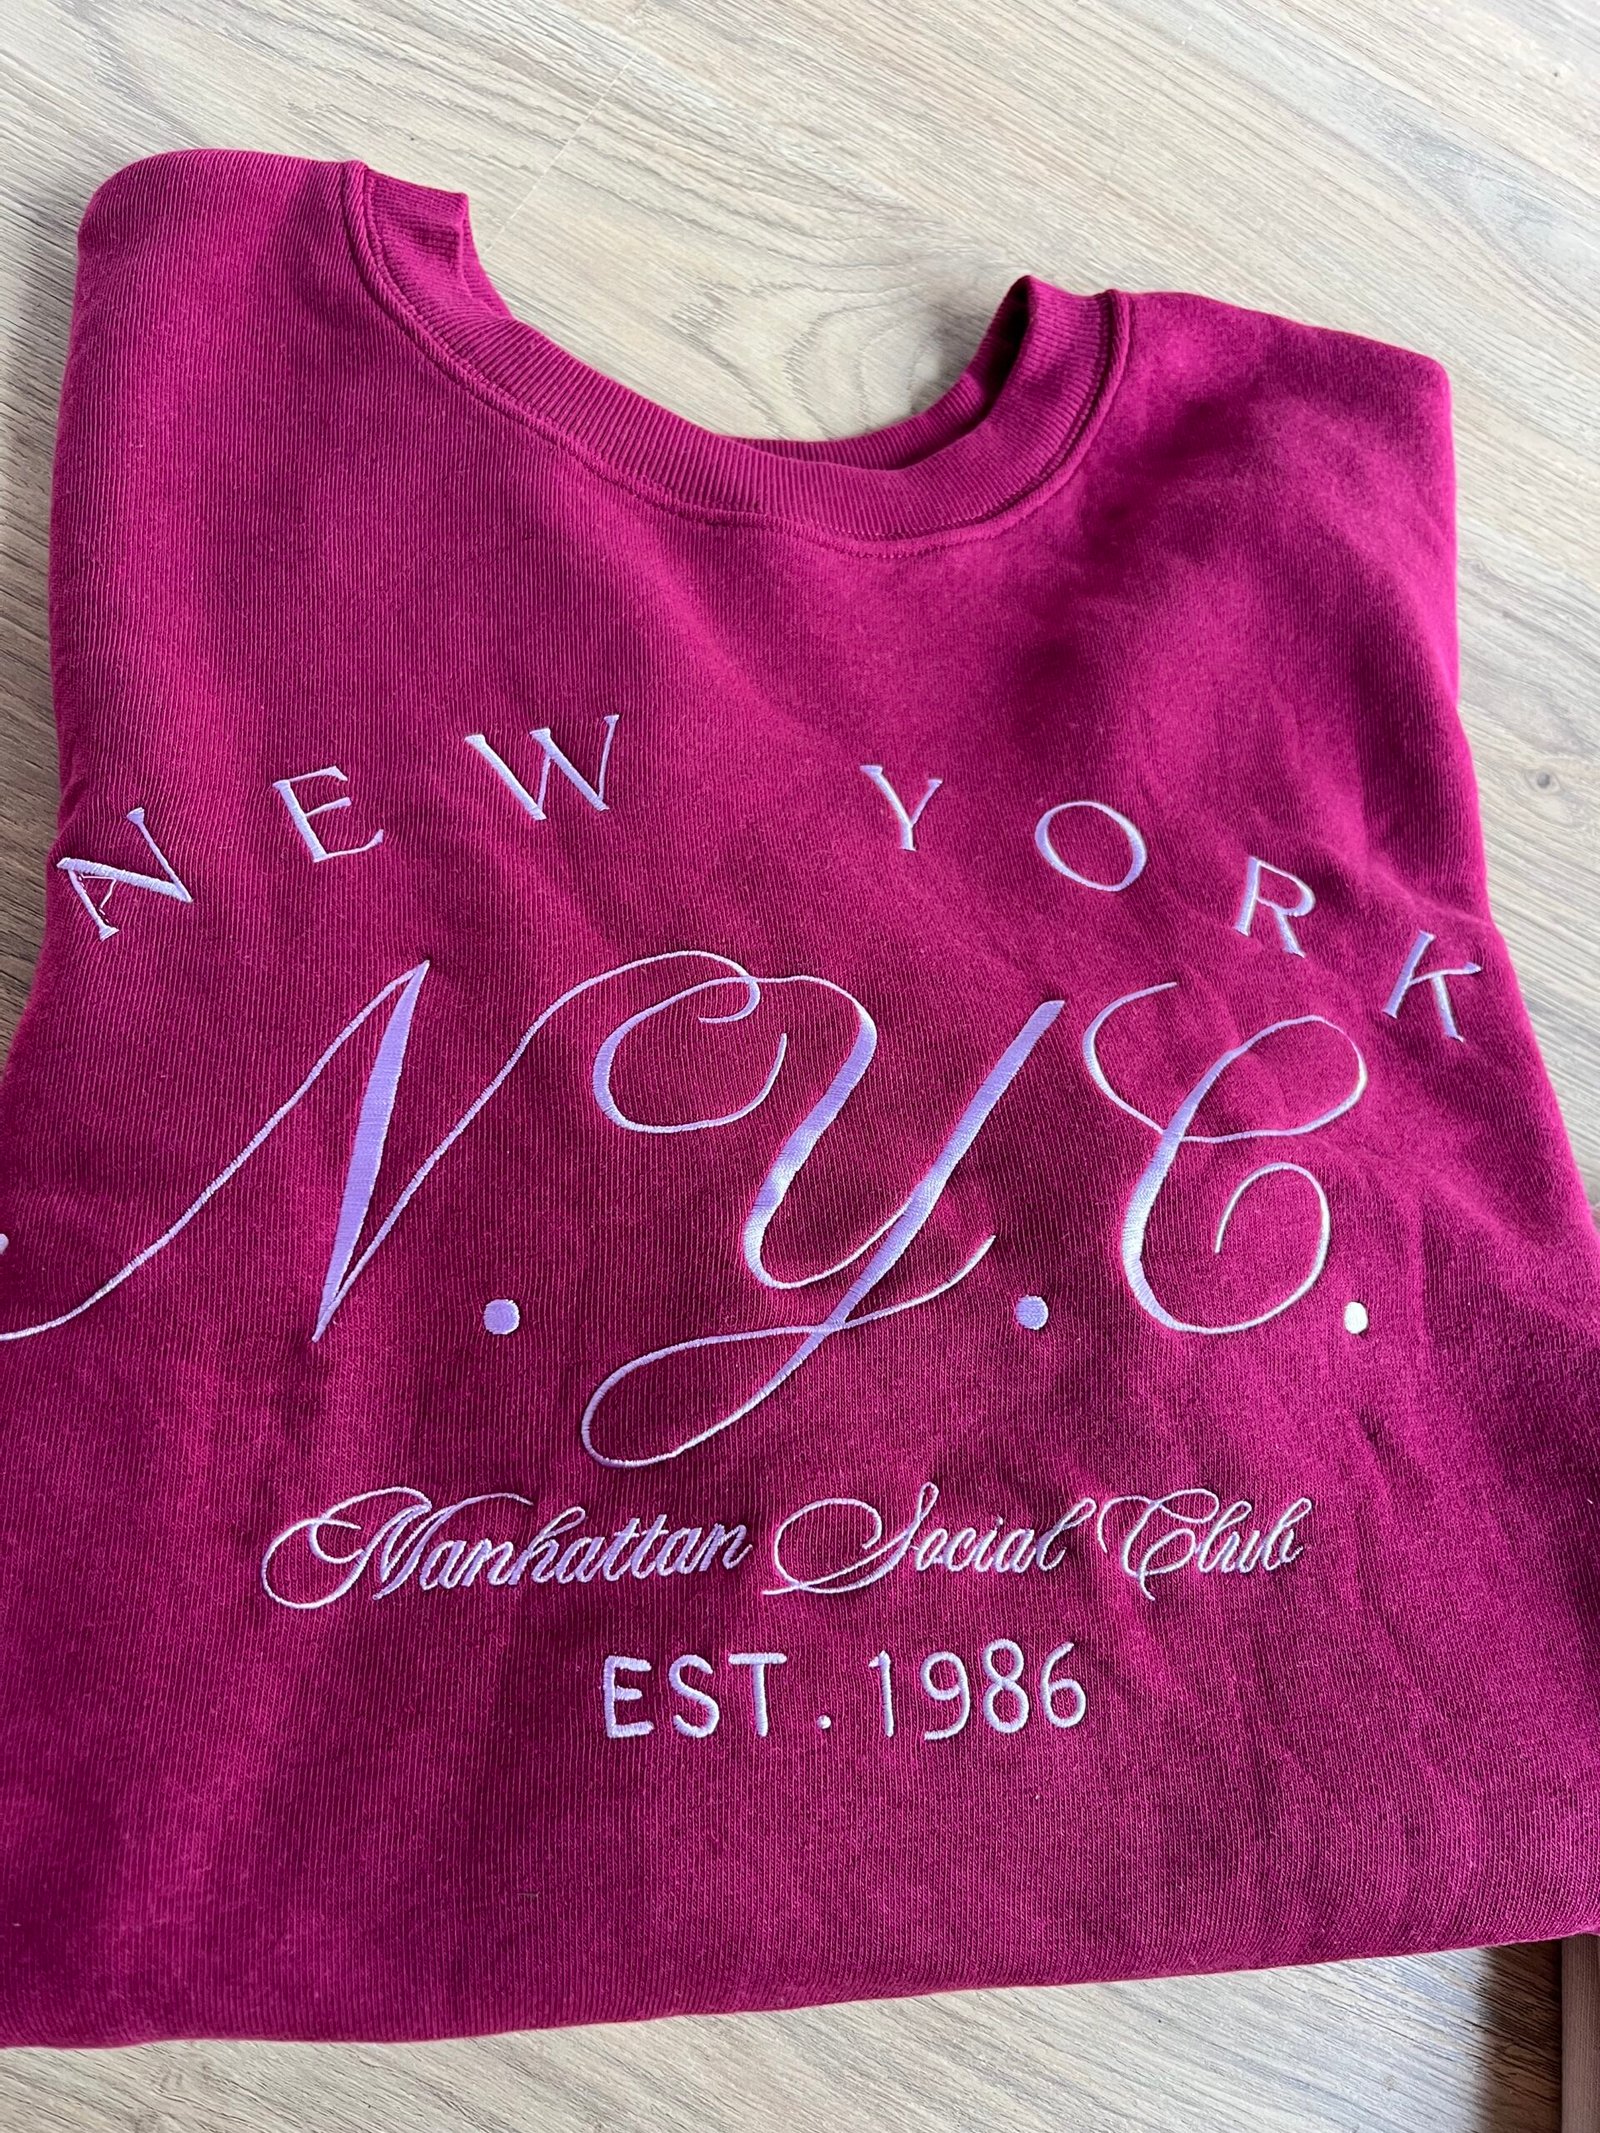 NEW YORK
N.Y.C.
Manhattan Social Club
EST. 1986